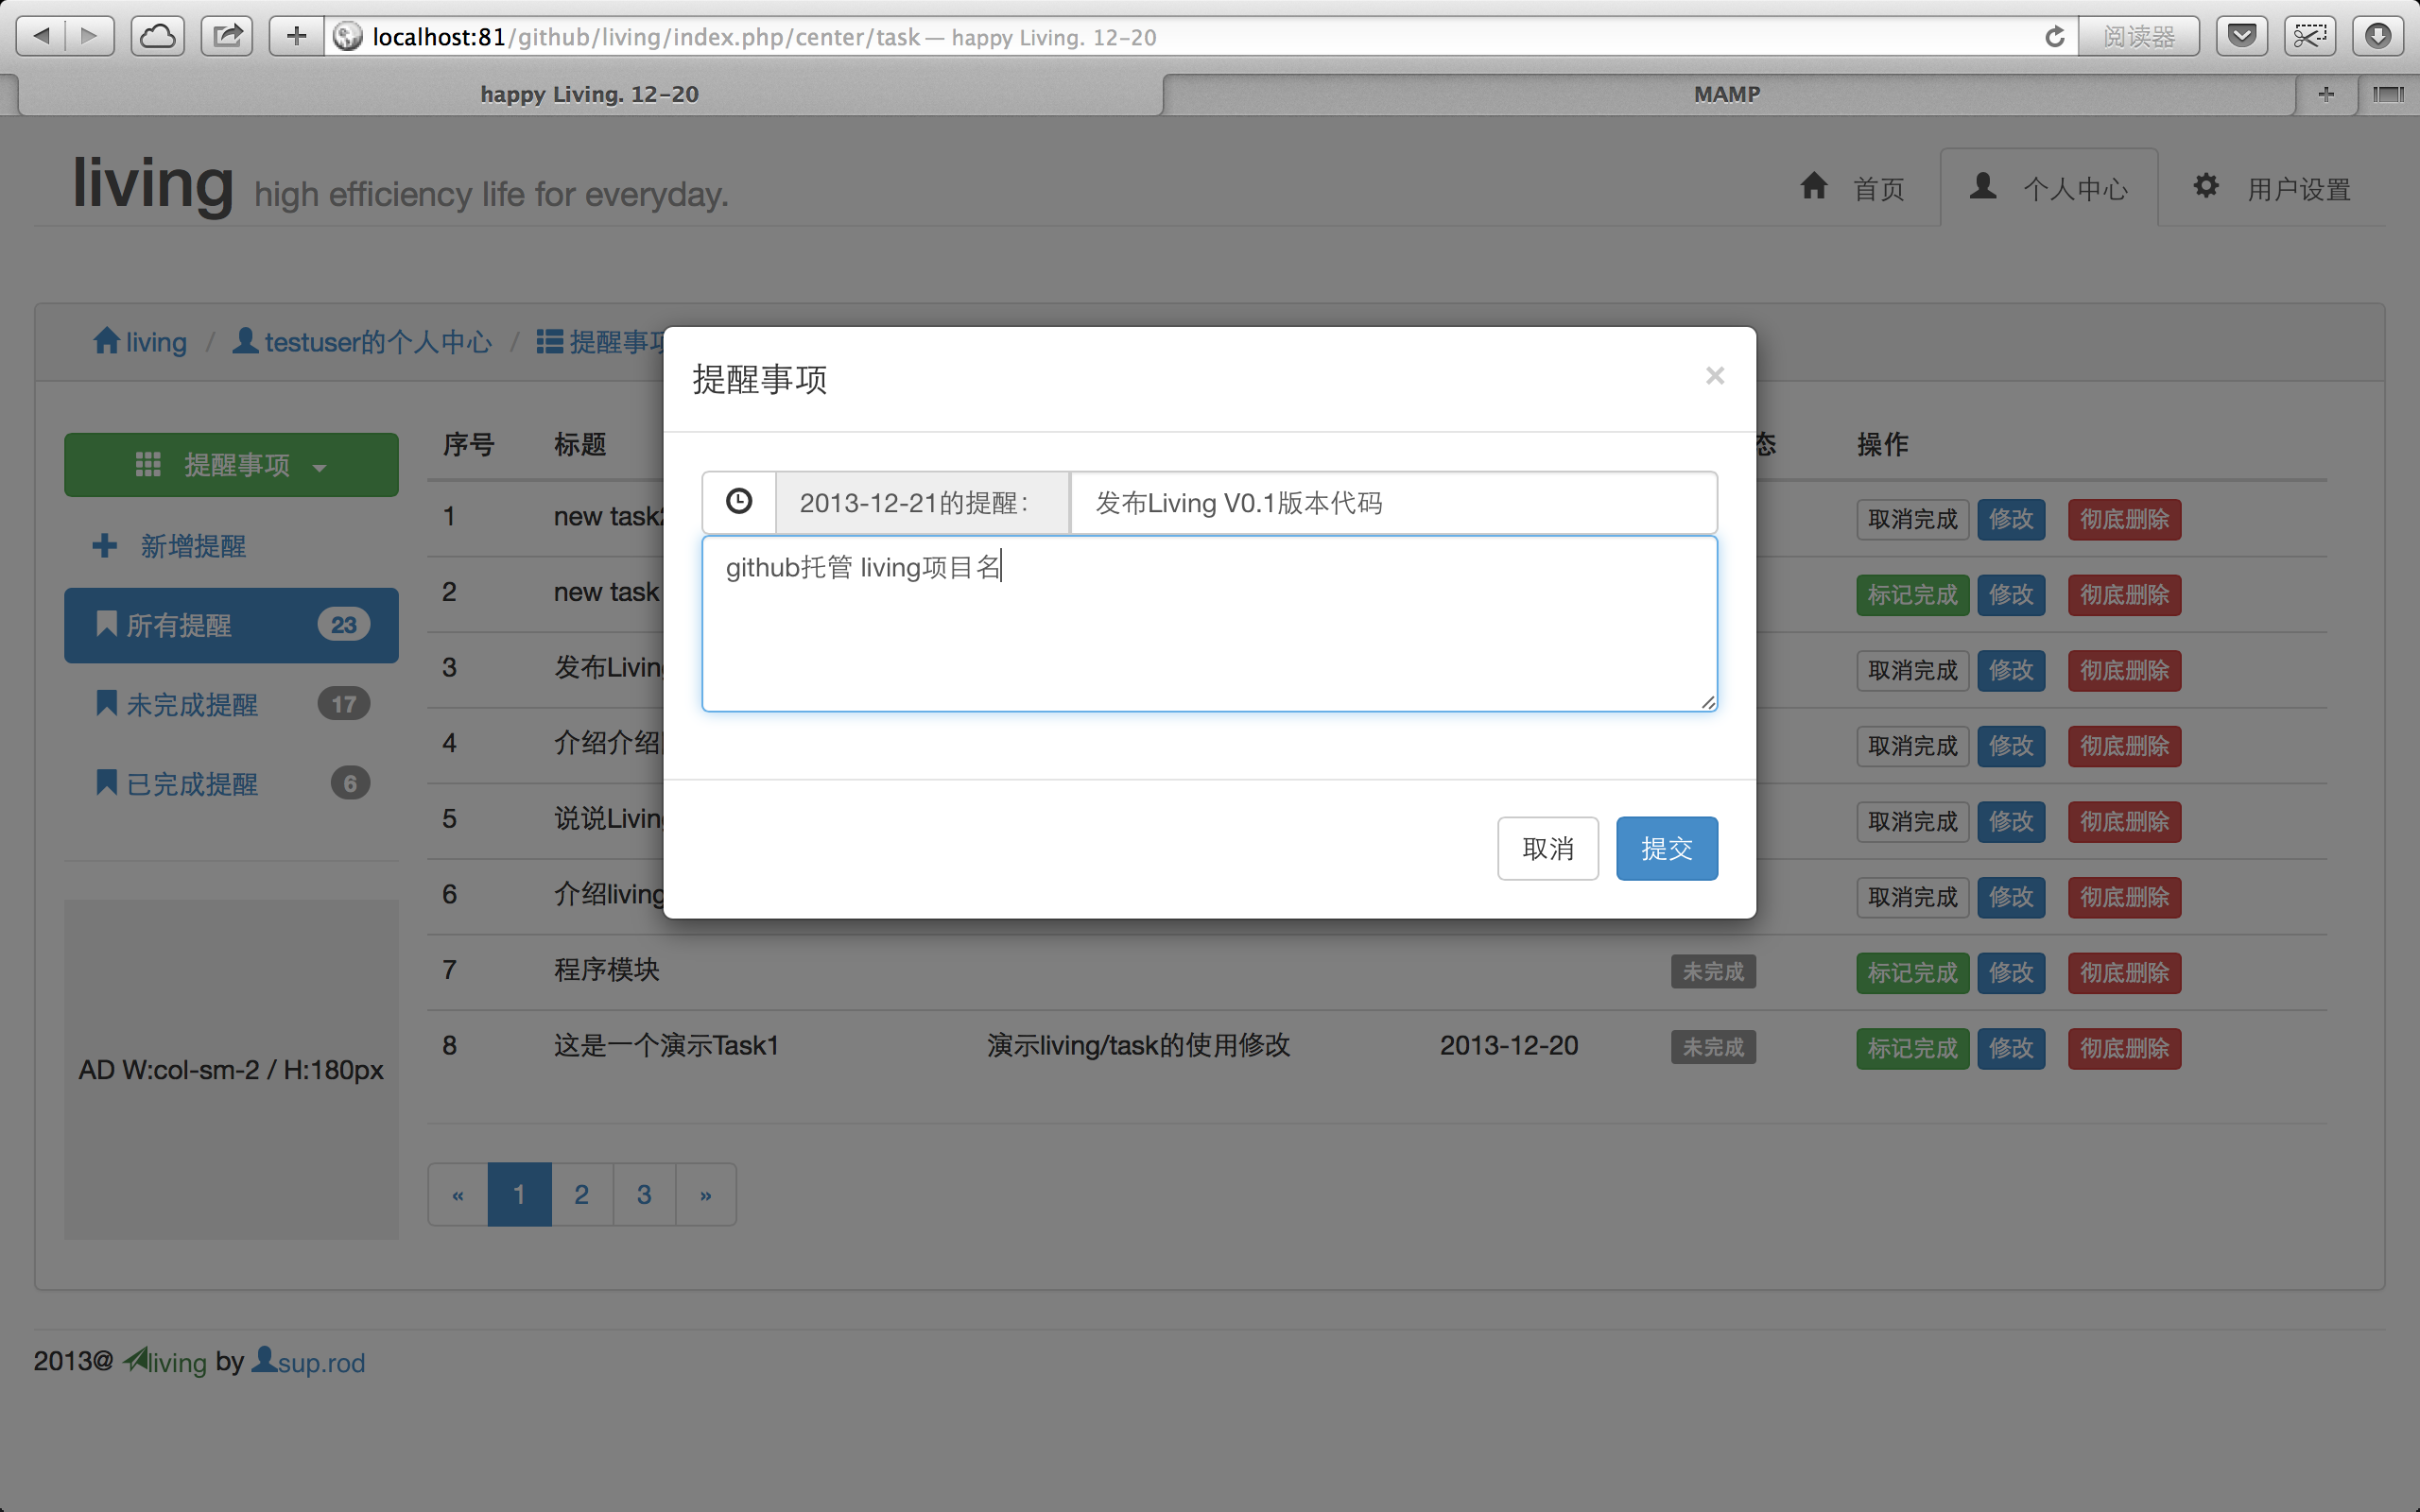 localhost:81/github/living/index.php/center/task — happy Living. 12-20
阅读器
happy Living. 12-20
MAMP
living high efficiency life for everyday.
首页
个人中心
用户设置
living / testuser的个人中心 / 提醒事项
提醒事项
×
2013-12-21的提醒：
发布Living V0.1版本代码
github托管 living项目名
取消
提交
提醒事项
新增提醒
所有提醒 23
未完成提醒 17
已完成提醒 6
AD W:col-sm-2 / H:180px
序号 标题 态 操作
1 new task 取消完成 修改 彻底删除
2 new task 标记完成 修改 彻底删除
3 发布Living 取消完成 修改 彻底删除
4 介绍介绍 取消完成 修改 彻底删除
5 说说Living 取消完成 修改 彻底删除
6 介绍living 取消完成 修改 彻底删除
7 程序模块 未完成 标记完成 修改 彻底删除
8 这是一个演示Task1 演示living/task的使用修改 2013-12-20 未完成 标记完成 修改 彻底删除
« 1 2 3 »
2013@ living by sup.rod